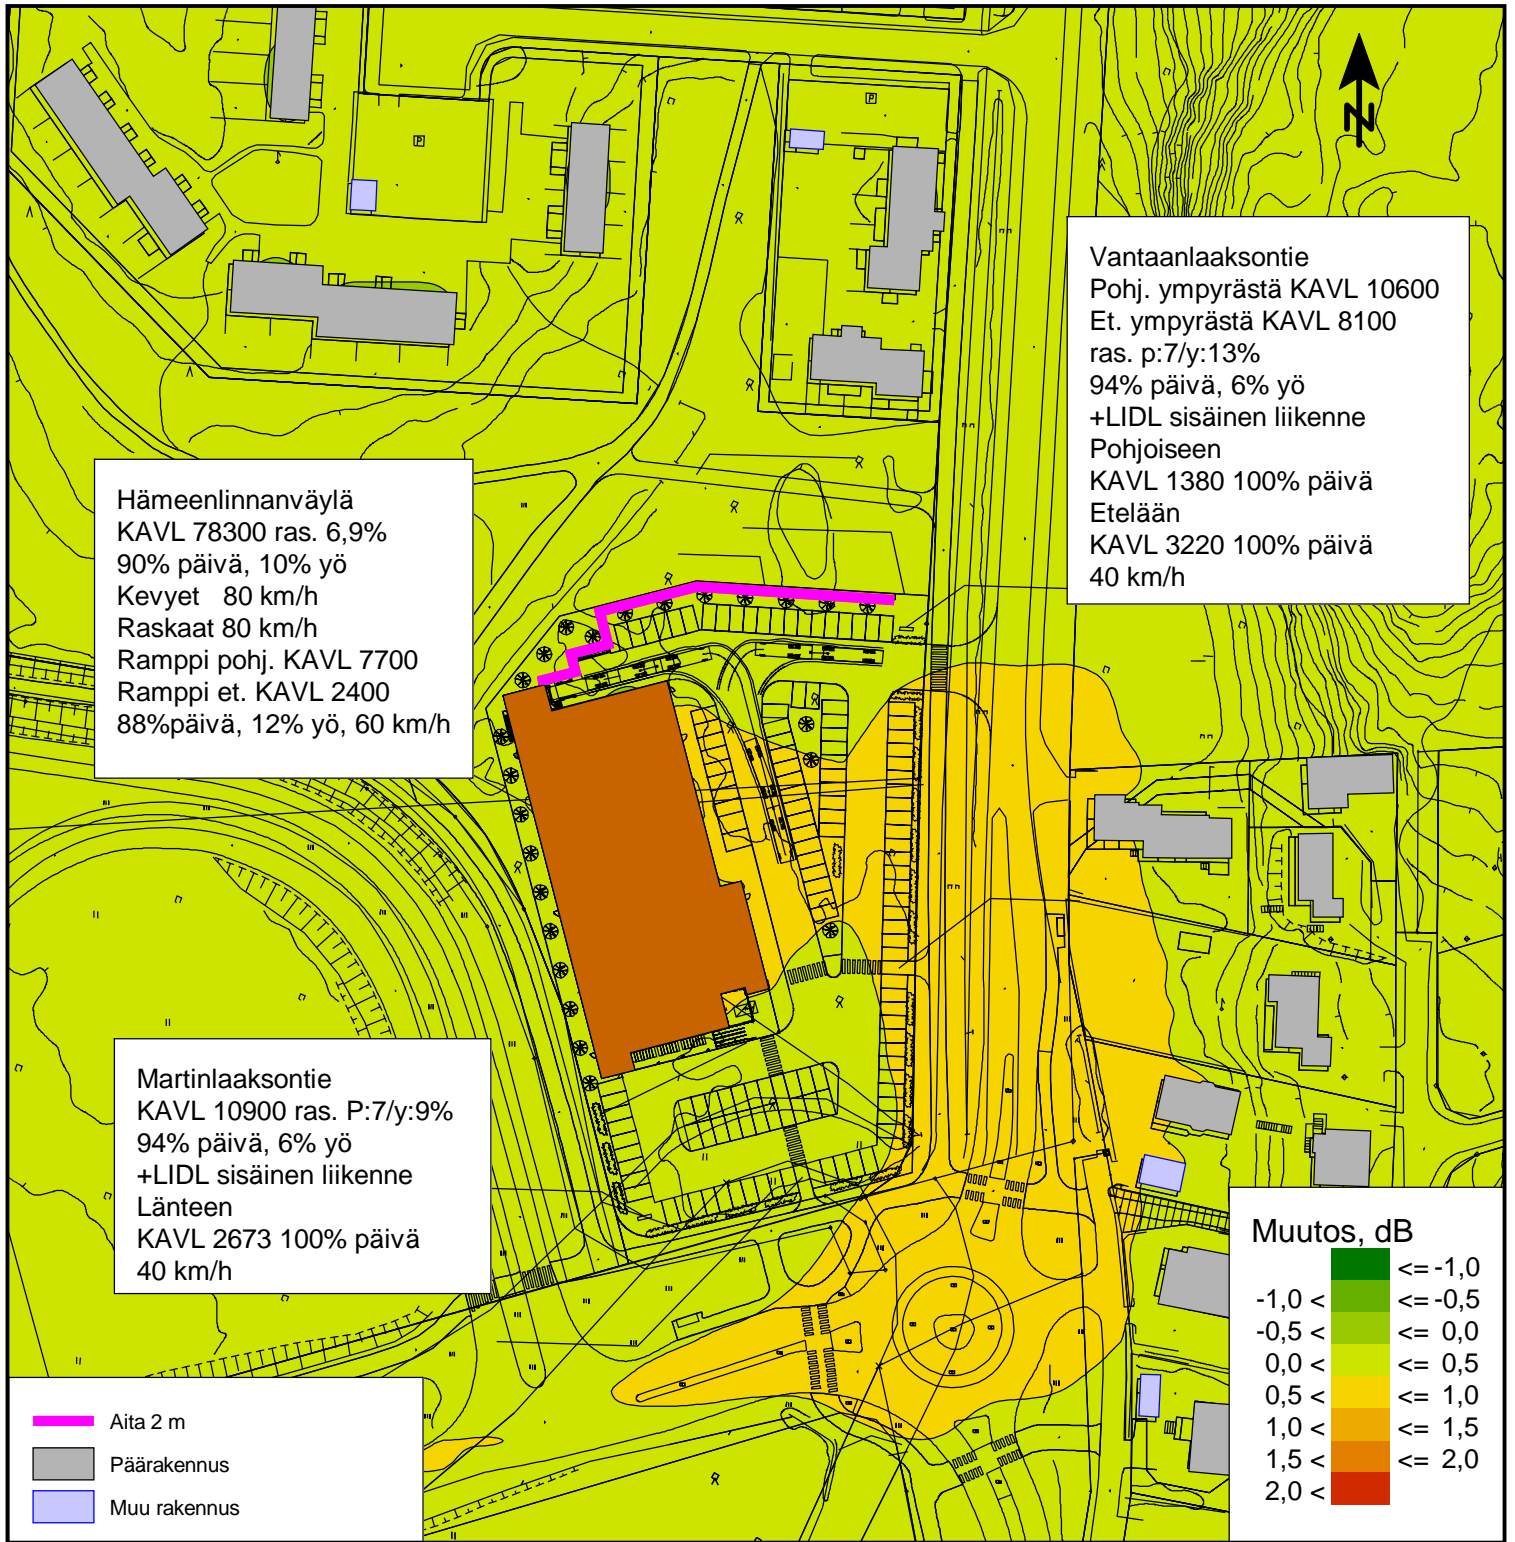 P
P
N
Vantaanlaaksontie
Pohj. ympyrästä KAVL 10600
Et. ympyrästä KAVL 8100
ras. p:7/y:13%
94% päivä, 6% yö
+LIDL sisäinen liikenne
Pohjoiseen
KAVL 1380 100% päivä
Etelään
KAVL 3220 100% päivä
40 km/h
Hämeenlinnanväylä
KAVL 78300 ras. 6,9%
90% päivä, 10% yö
Kevyet 80 km/h
Raskaat 80 km/h
Ramppi pohj. KAVL 7700
Ramppi et. KAVL 2400
88%päivä, 12% yö, 60 km/h
Martinlaaksontie
KAVL 10900 ras. P:7/y:9%
94% päivä, 6% yö
+LIDL sisäinen liikenne
Länteen
KAVL 2673 100% päivä
40 km/h
Muutos, dB
<= -1,0
-1,0 < <= -0,5
-0,5 < <= 0,0
0,0 < <= 0,5
0,5 < <= 1,0
1,0 < <= 1,5
1,5 < <= 2,0
2,0 <
Aita 2 m
Päärakennus
Muu rakennus